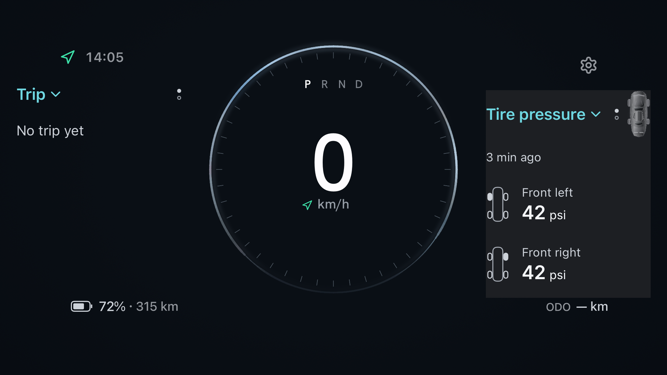 14:05
Trip
No trip yet
P R N D
0
km/h
72% · 315 km
Tire pressure
3 min ago
Front left
42 psi
Front right
42 psi
ODO — km